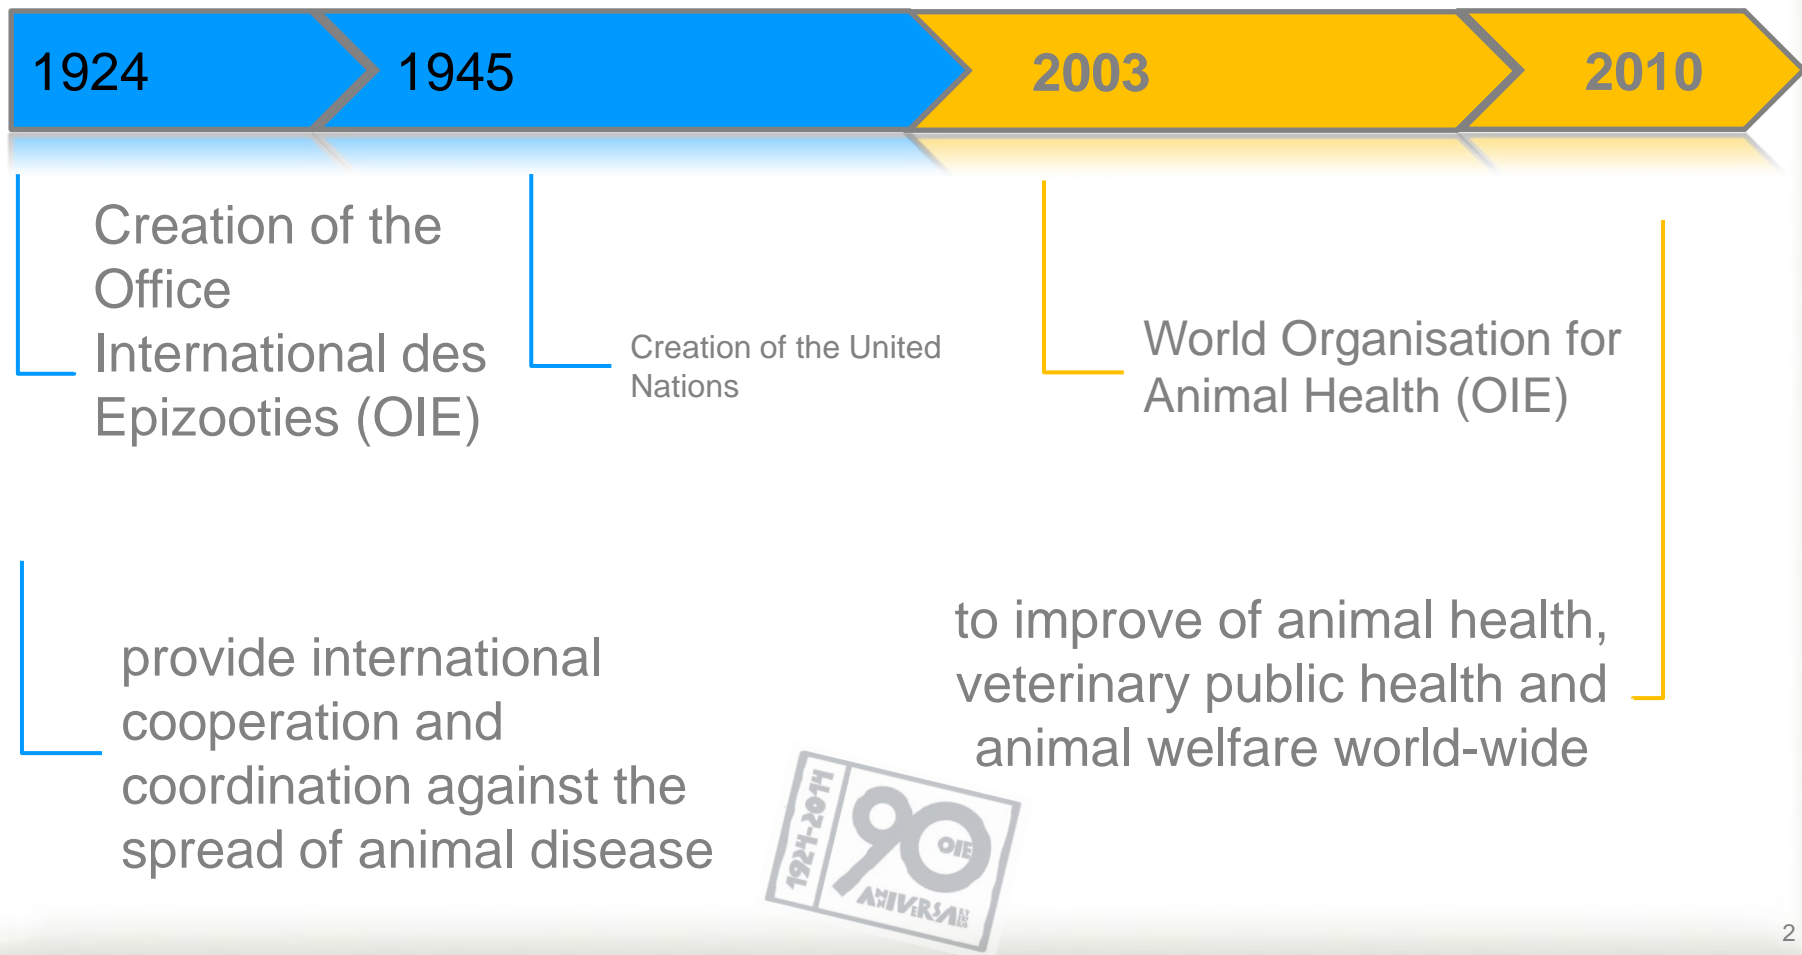 1924
1945
2003
2010
Creation of the
Office
International des
Epizooties (OIE)
Creation of the United
Nations
World Organisation for
Animal Health (OIE)
provide international
cooperation and
coordination against the
spread of animal disease
to improve of animal health,
veterinary public health and
animal welfare world-wide
1924-2014
90
OIE
2